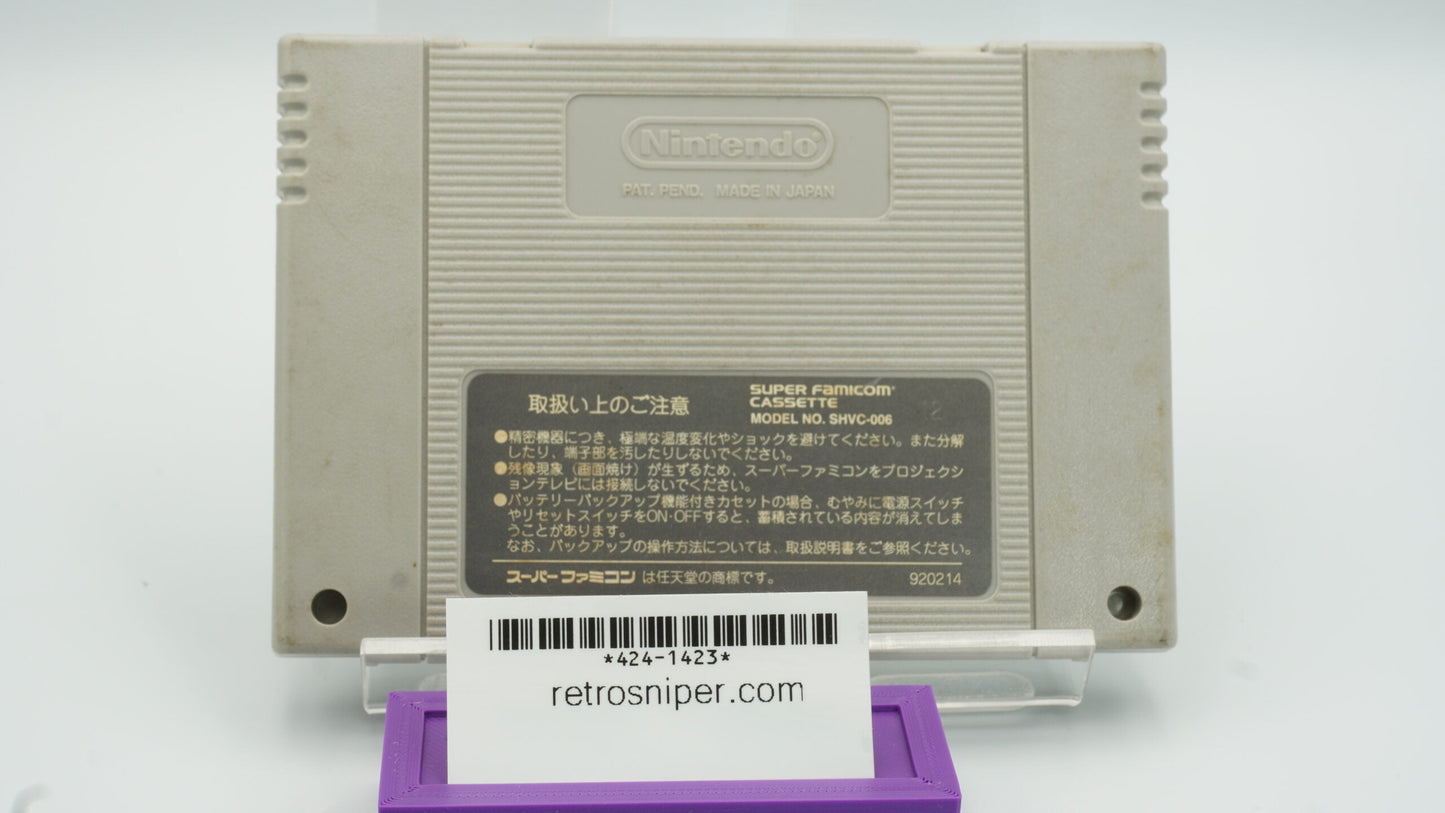 Nintendo
PAT. PEND. MADE IN JAPAN
取扱い上のご注意
SUPER FAMICOM
CASSETTE
MODEL NO. SHVC-006
●精密機器につき、極端な温度変化やショックを避けてください。また分解
したり、端子部を汚したりしないでください。
●残像現象（画面焼け）が生ずるため、スーパーファミコンをプロジェクシ
ョンテレビには接続しないでください。
●バッテリーバックアップ機能付きカセットの場合、むやみに電源スイッチ
やリセットスイッチをON·OFFすると、蓄積されている内容が消えてしま
うことがあります。
なお、バックアップの操作方法については、取扱説明書をご参照ください。
スーパーファミコン は任天堂の商標です。 920214
*424-1423*
retrosniper.com